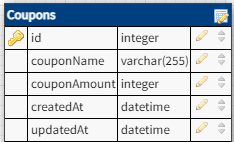 Coupons
id integer
couponName varchar(255)
couponAmount integer
createdAt datetime
updatedAt datetime